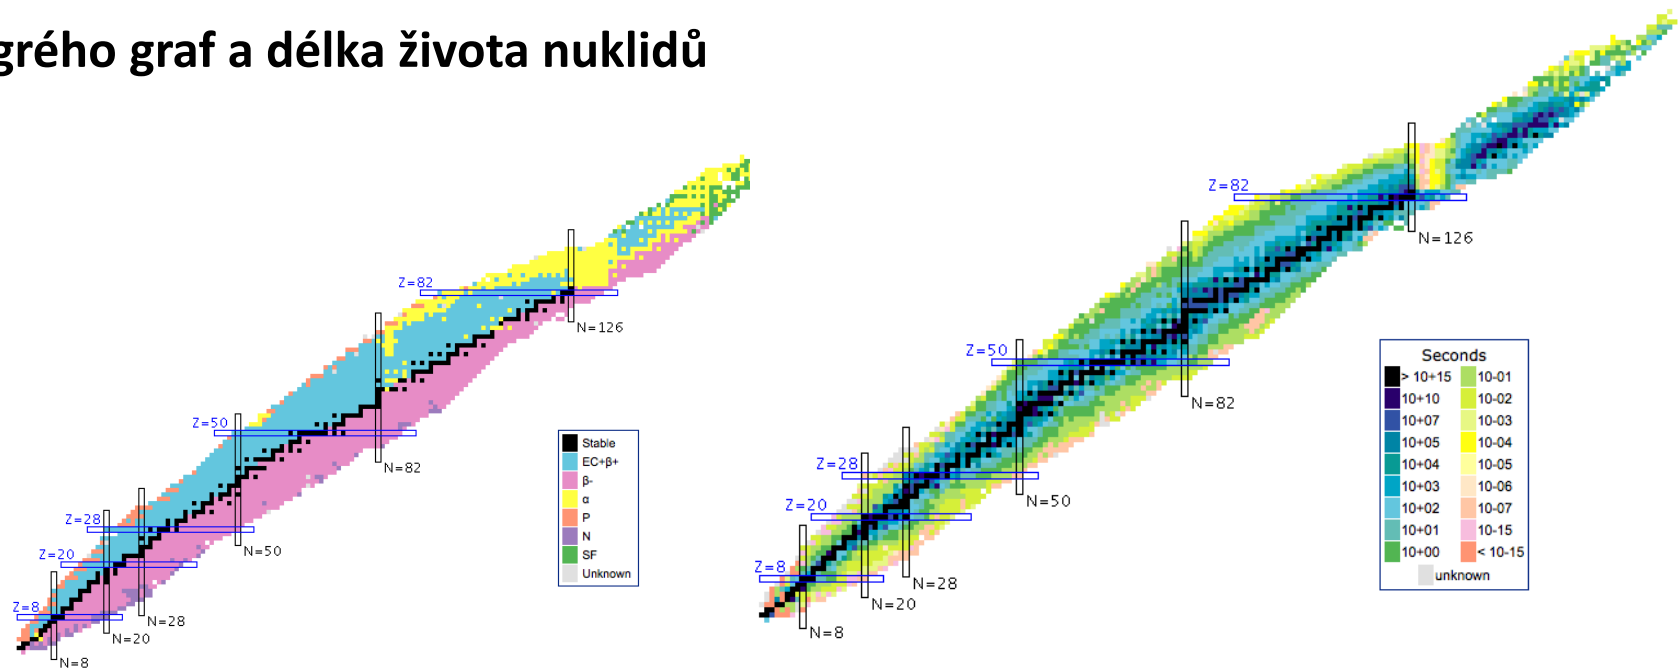 grého graf a délka života nuklidů
Z=82
N=126
Z=50
N=82
Z=28
N=50
Z=20
N=28
Z=8
N=20
N=8
Stable
EC+β+
β-
α
P
N
SF
Unknown
Z=82
N=126
Z=50
N=82
Z=28
N=50
Z=20
N=28
Z=8
N=20
N=8
Seconds
> 10+15 10-01
10+10 10-02
10+07 10-03
10+05 10-04
10+04 10-05
10+03 10-06
10+02 10-07
10+01 10-15
10+00 < 10-15
unknown